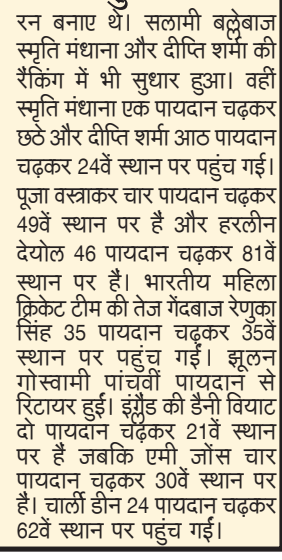 रन बनाए थे। सलामी बल्लेबाज
स्मृति मंधाना और दीप्ति शर्मा की
रैंकिंग में भी सुधार हुआ। वहीं
स्मृति मंधाना एक पायदान चढ़कर
छठे और दीप्ति शर्मा आठ पायदान
चढ़कर 24वें स्थान पर पहुंच गई।
पूजा वस्त्राकर चार पायदान चढ़कर
49वें स्थान पर है और हरलीन
देयोल 46 पायदान चढ़कर 81वें
स्थान पर हैं। भारतीय महिला
क्रिकेट टीम की तेज गेंदबाज रेणुका
सिंह 35 पायदान चढ़कर 35वें
स्थान पर पहुंच गईं। झूलन
गोस्वामी पांचवीं पायदान से
रिटायर हुईं। इंग्लैंड की डैनी वियाट
दो पायदान चढ़कर 21वें स्थान
पर हैं जबकि एमी जोंस चार
पायदान चढ़कर 30वें स्थान पर
है। चार्ली डीन 24 पायदान चढ़कर
62वें स्थान पर पहुंच गईं।